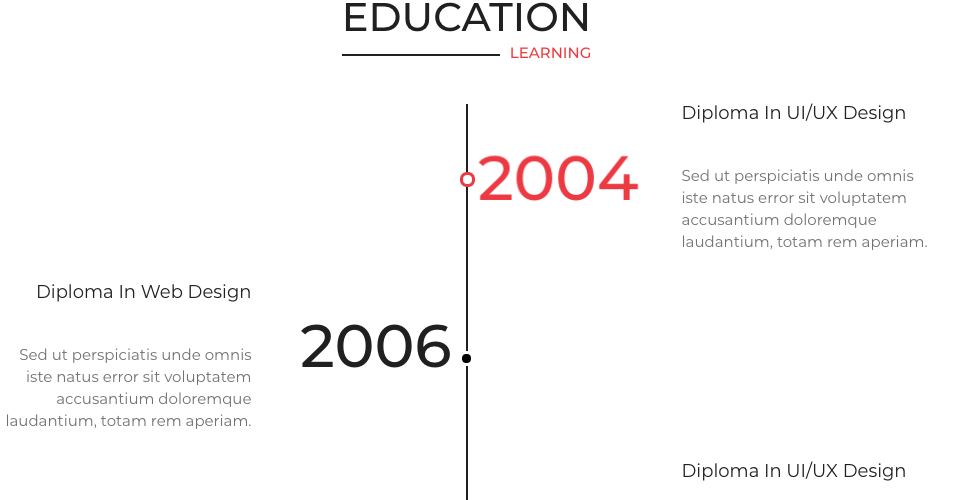 EDUCATION
LEARNING
Diploma In UI/UX Design
2004
Sed ut perspiciatis unde omnis
iste natus error sit voluptatem
accusantium doloremque
laudantium, totam rem aperiam.
Diploma In Web Design
2006
Sed ut perspiciatis unde omnis
iste natus error sit voluptatem
accusantium doloremque
laudantium, totam rem aperiam.
Diploma In UI/UX Design